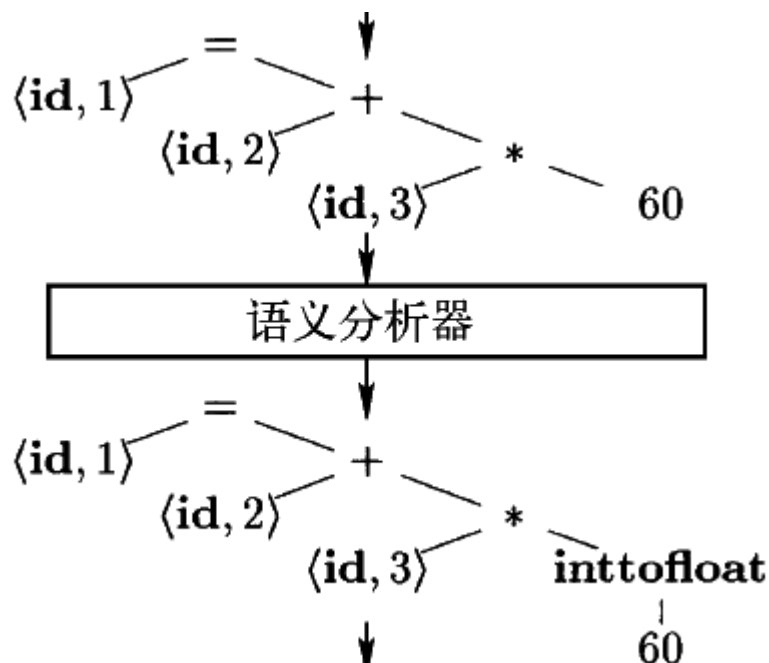 =
⟨id, 1⟩
+
⟨id, 2⟩
*
⟨id, 3⟩
60
语义分析器
=
⟨id, 1⟩
+
⟨id, 2⟩
*
⟨id, 3⟩
inttofloat
60